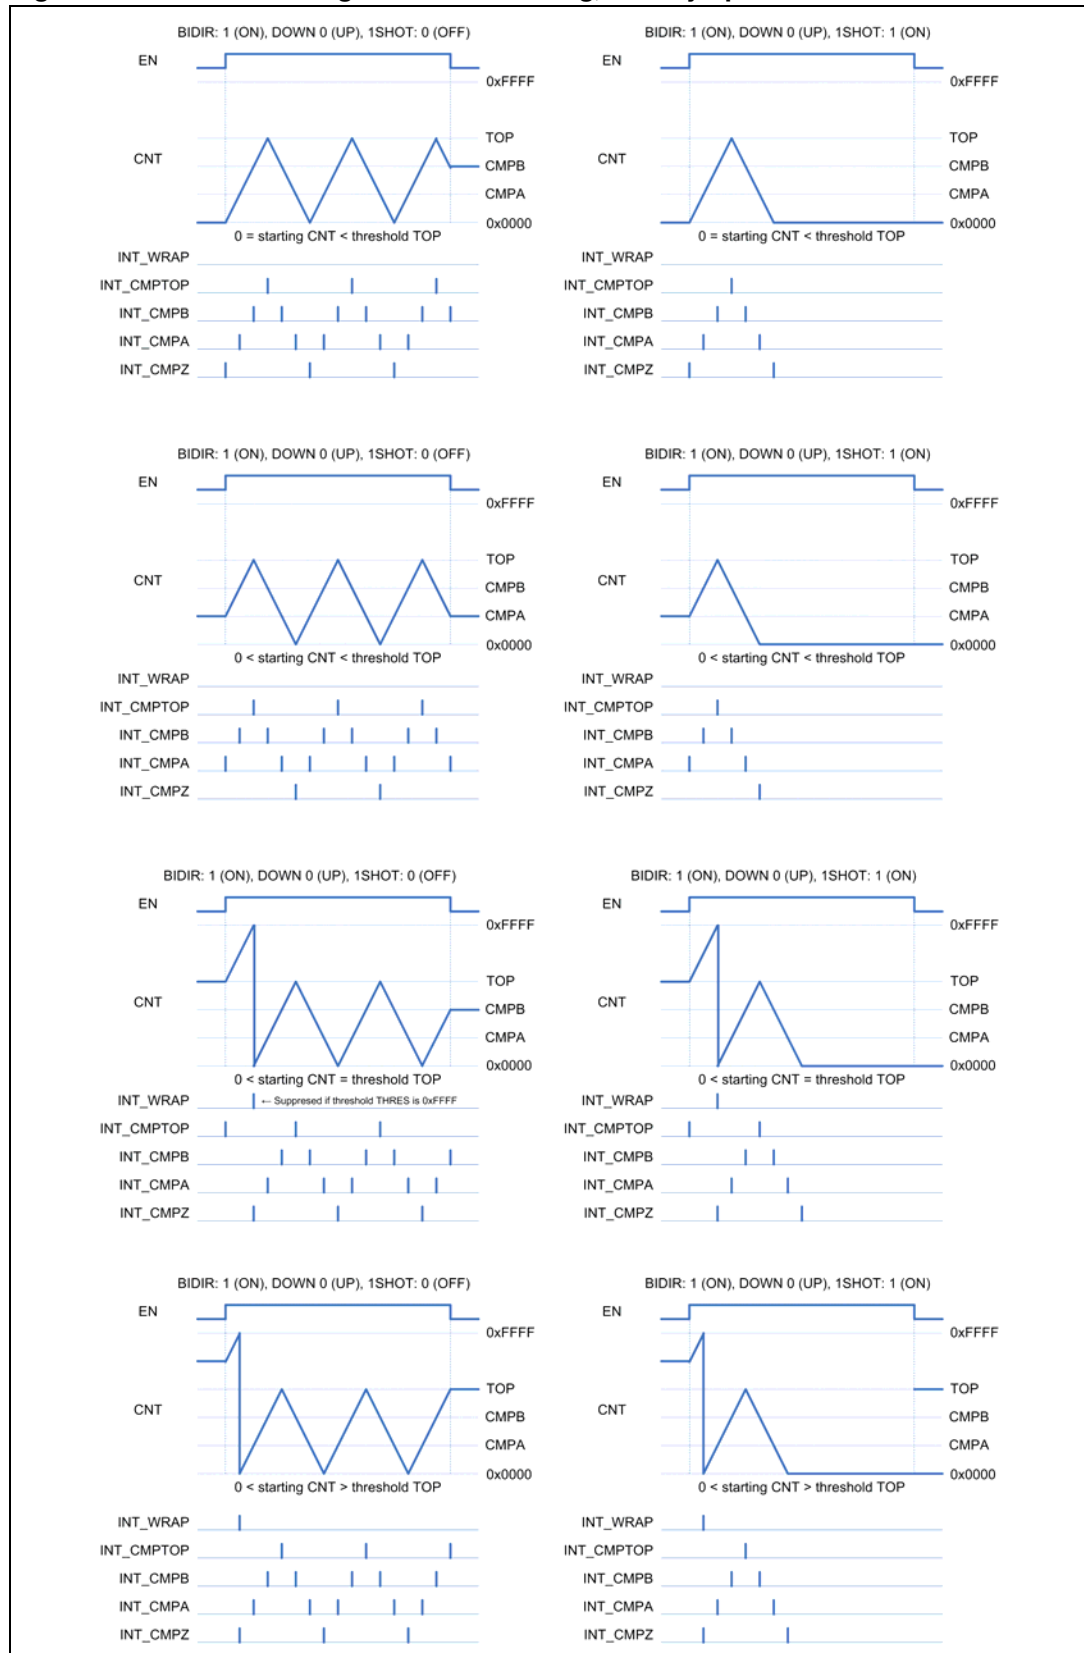 BIDIR: 1 (ON), DOWN 0 (UP), 1SHOT: 0 (OFF)
EN
0xFFFF
TOP
CNT
CMPB
CMPA
0x0000
0 = starting CNT < threshold TOP
INT_WRAP
INT_CMPTOP
INT_CMPB
INT_CMPA
INT_CMPZ
BIDIR: 1 (ON), DOWN 0 (UP), 1SHOT: 1 (ON)
EN
0xFFFF
TOP
CNT
CMPB
CMPA
0x0000
0 = starting CNT < threshold TOP
INT_WRAP
INT_CMPTOP
INT_CMPB
INT_CMPA
INT_CMPZ
BIDIR: 1 (ON), DOWN 0 (UP), 1SHOT: 0 (OFF)
EN
0xFFFF
TOP
CNT
CMPB
CMPA
0x0000
0 < starting CNT < threshold TOP
INT_WRAP
INT_CMPTOP
INT_CMPB
INT_CMPA
INT_CMPZ
BIDIR: 1 (ON), DOWN 0 (UP), 1SHOT: 1 (ON)
EN
0xFFFF
TOP
CNT
CMPB
CMPA
0x0000
0 < starting CNT < threshold TOP
INT_WRAP
INT_CMPTOP
INT_CMPB
INT_CMPA
INT_CMPZ
BIDIR: 1 (ON), DOWN 0 (UP), 1SHOT: 0 (OFF)
EN
0xFFFF
TOP
CNT
CMPB
CMPA
0x0000
0 < starting CNT = threshold TOP
INT_WRAP
← Suppresed if threshold THRES is 0xFFFF
INT_CMPTOP
INT_CMPB
INT_CMPA
INT_CMPZ
BIDIR: 1 (ON), DOWN 0 (UP), 1SHOT: 1 (ON)
EN
0xFFFF
TOP
CNT
CMPB
CMPA
0x0000
0 < starting CNT = threshold TOP
INT_WRAP
INT_CMPTOP
INT_CMPB
INT_CMPA
INT_CMPZ
BIDIR: 1 (ON), DOWN 0 (UP), 1SHOT: 0 (OFF)
EN
0xFFFF
TOP
CNT
CMPB
CMPA
0x0000
0 < starting CNT > threshold TOP
INT_WRAP
INT_CMPTOP
INT_CMPB
INT_CMPA
INT_CMPZ
BIDIR: 1 (ON), DOWN 0 (UP), 1SHOT: 1 (ON)
EN
0xFFFF
TOP
CNT
CMPB
CMPA
0x0000
0 < starting CNT > threshold TOP
INT_WRAP
INT_CMPTOP
INT_CMPB
INT_CMPA
INT_CMPZ